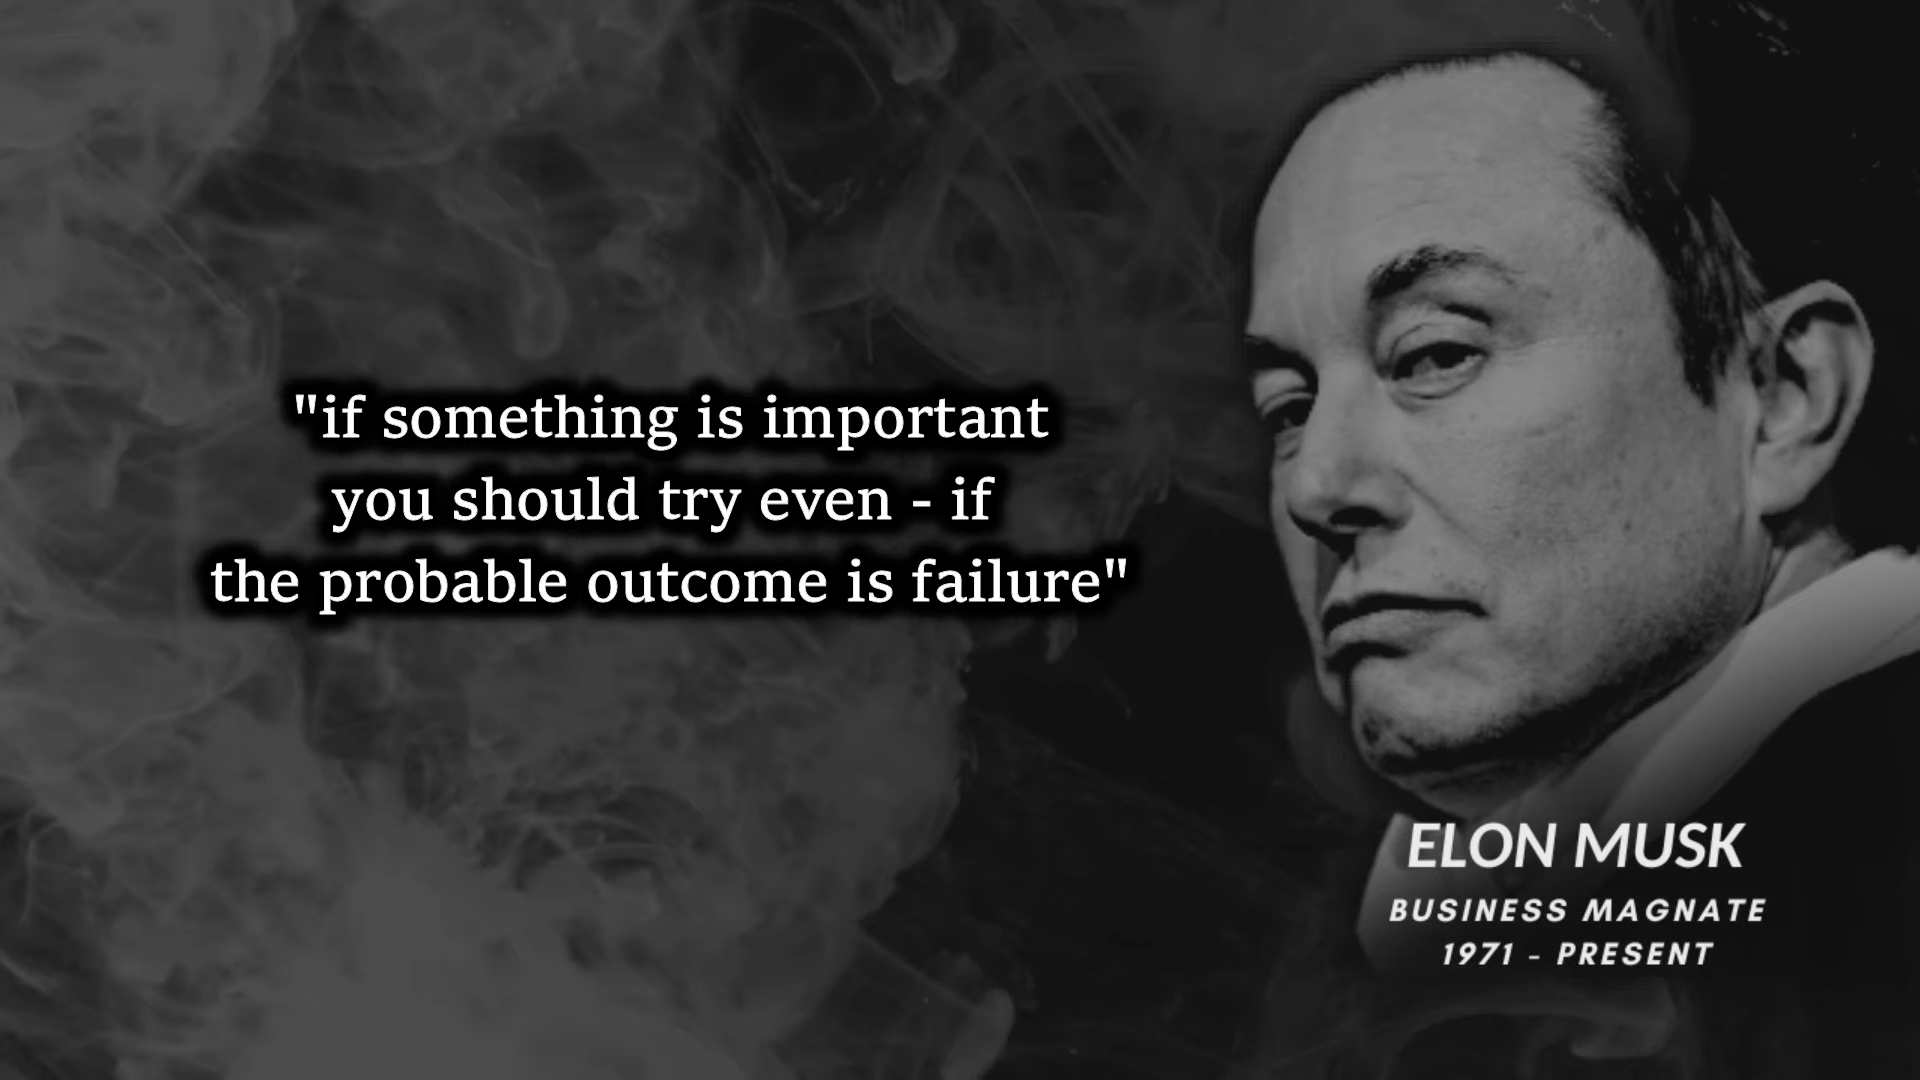 "if something is important
you should try even - if
the probable outcome is failure"
ELON MUSK
BUSINESS MAGNATE
1971 - PRESENT